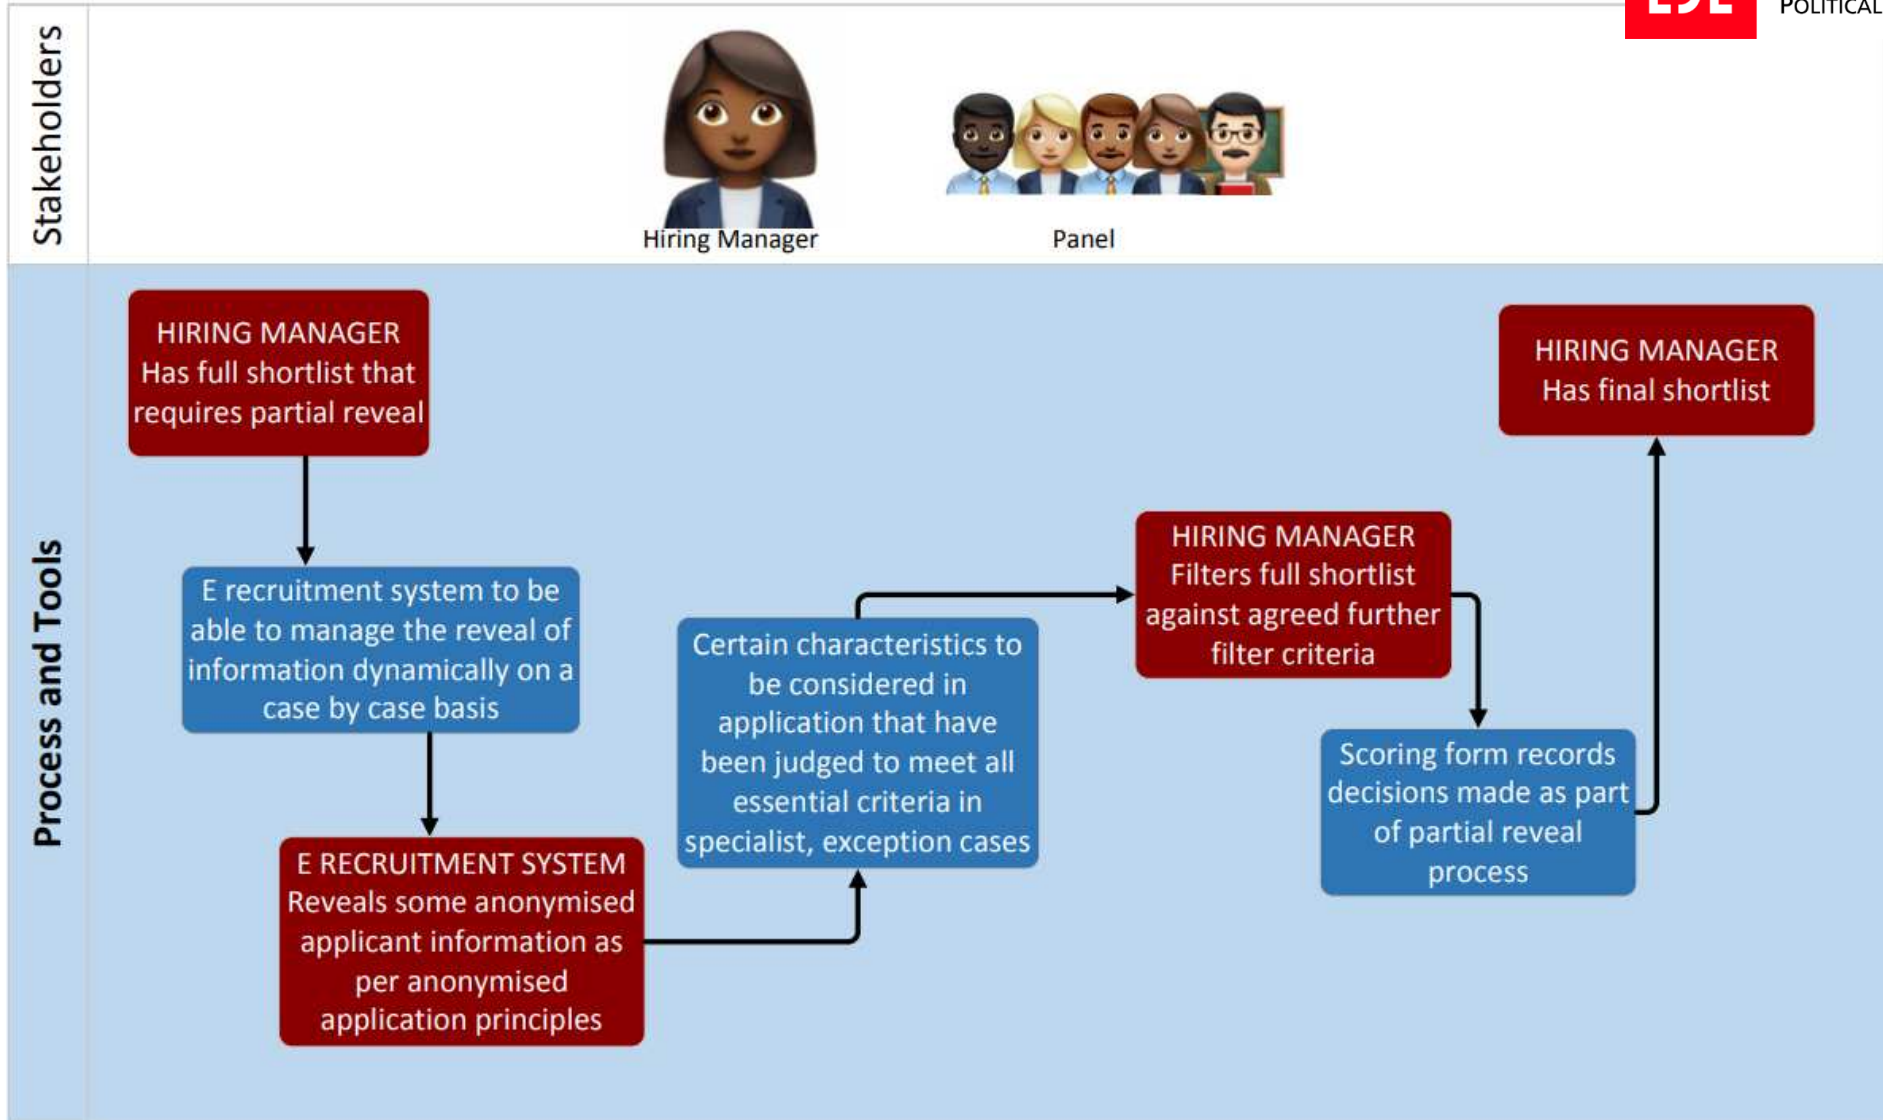 POLITICAL
Stakeholders
Hiring Manager
Panel
Process and Tools
HIRING MANAGER
Has full shortlist that
requires partial reveal
E recruitment system to be
able to manage the reveal of
information dynamically on a
case by case basis
E RECRUITMENT SYSTEM
Reveals some anonymised
applicant information as
per anonymised
application principles
Certain characteristics to
be considered in
application that have
been judged to meet all
essential criteria in
specialist, exception cases
HIRING MANAGER
Filters full shortlist
against agreed further
filter criteria
Scoring form records
decisions made as part
of partial reveal
process
HIRING MANAGER
Has final shortlist